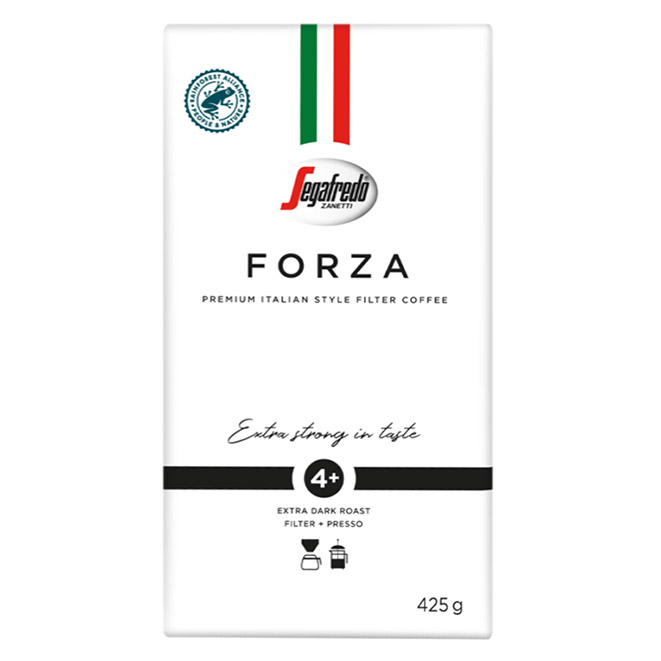 RAINFOREST ALLIANCE
PEOPLE & NATURE
Segafredo®
ZANETTI
FORZA
PREMIUM ITALIAN STYLE FILTER COFFEE
Extra strong in taste
4+
EXTRA DARK ROAST
FILTER + PRESSO
425 g